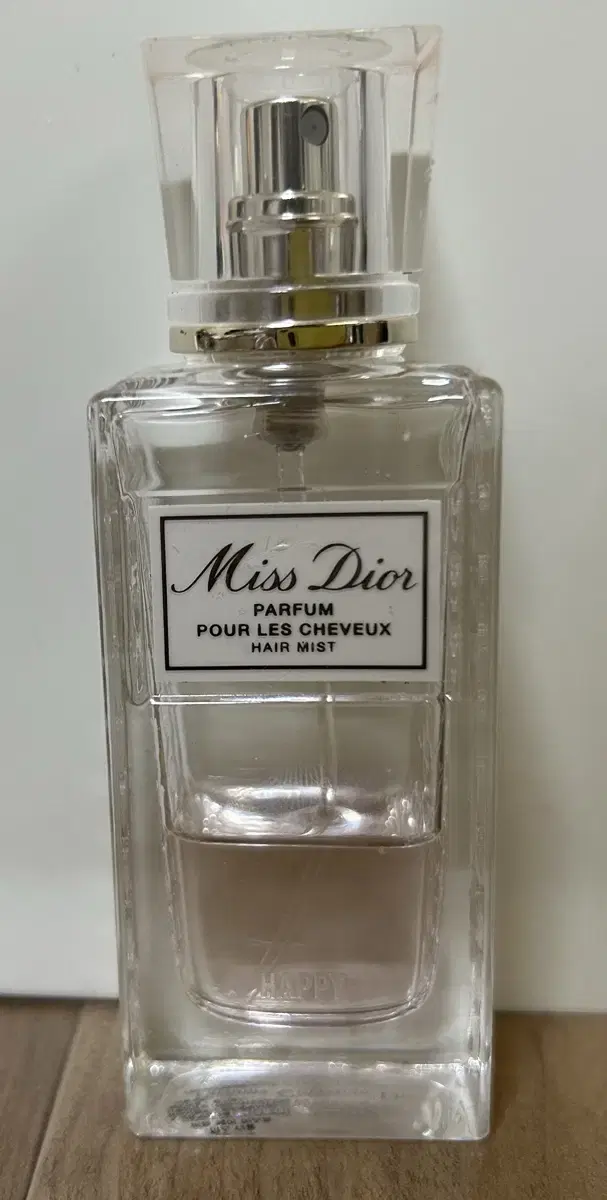 Miss Dior
PARFUM
POUR LES CHEVEUX
HAIR MIST
HAPPY